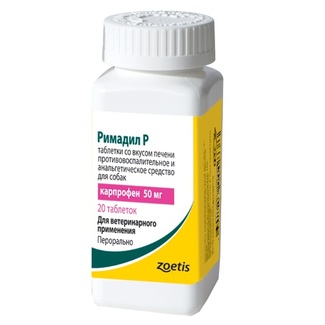 Римадил Р
таблетки со вкусом печени
противовоспалительное и
анальгетическое средство
для собак
карпрофен 50 мг
20 таблеток
Для ветеринарного
применения
Перорально
zoetis